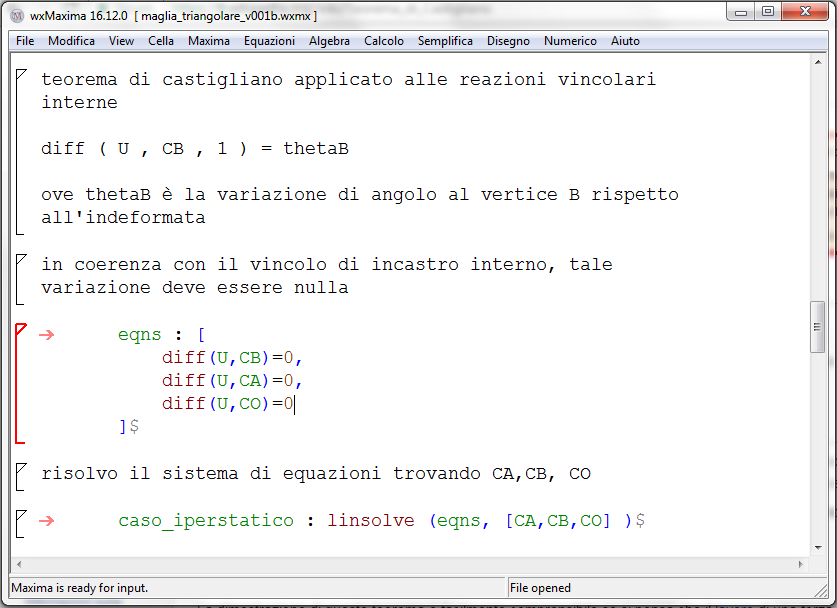 wxMaxima 16.12.0 [ maglia_triangolare_v001b.wxmx ]
File Modifica View Cella Maxima Equazioni Algebra Calcolo Semplifica Disegno Numerico Aiuto
teorema di castigliano applicato alle reazioni vincolari
interne
diff ( U , CB , 1 ) = thetaB
ove thetaB è la variazione di angolo al vertice B rispetto
all'indeformata
in coerenza con il vincolo di incastro interno, tale
variazione deve essere nulla
eqns : [
diff(U,CB)=0,
diff(U,CA)=0,
diff(U,CO)=0
]$
risolvo il sistema di equazioni trovando CA,CB, CO
caso_iperstatico : linsolve (eqns, [CA,CB,CO] )$
Maxima is ready for input.
File opened